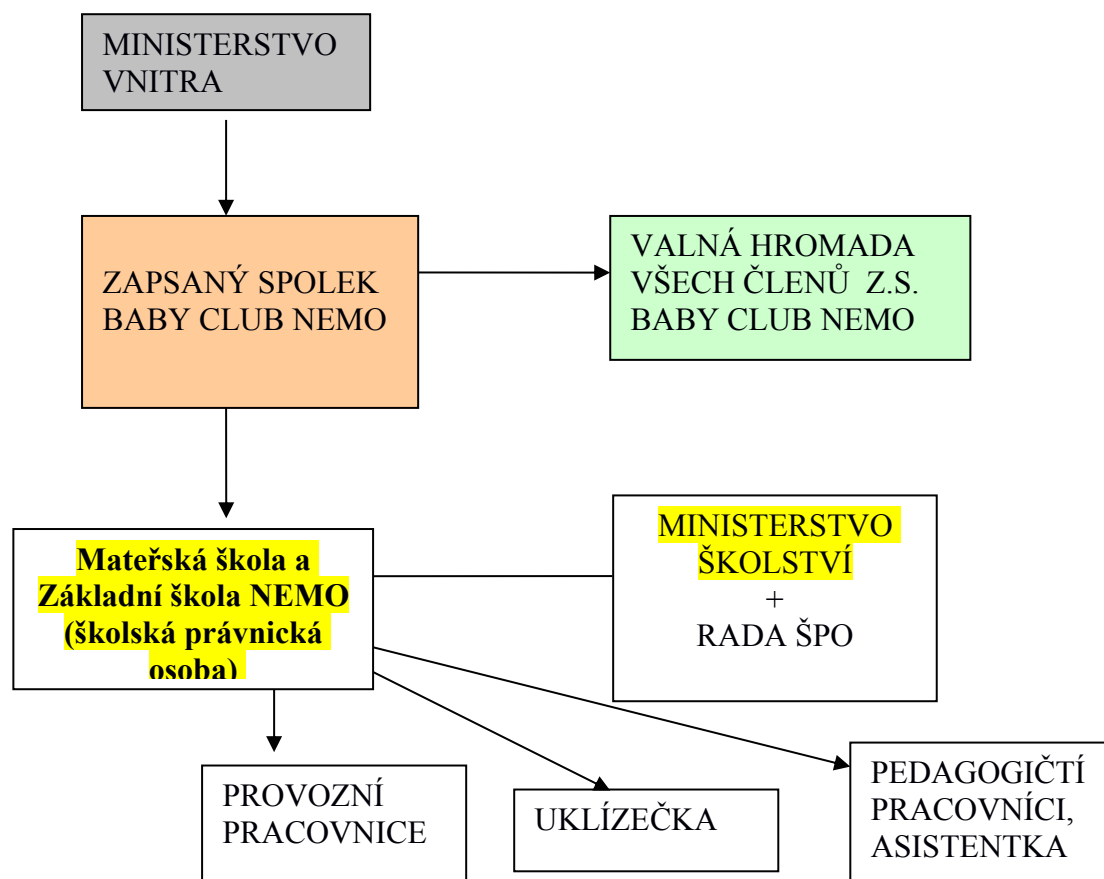 MINISTERSTVO
VNITRA
ZAPSANÝ SPOLEK
BABY CLUB NEMO
VALNÁ HROMADA
VŠECH ČLENŮ Z.S.
BABY CLUB NEMO
Mateřská škola a
Základní škola NEMO
(školská právnická
osoba)
MINISTERSTVO
ŠKOLSTVÍ
+
RADA ŠPO
PROVOZNÍ
PRACOVNICE
UKLÍZEČKA
PEDAGOGIČTÍ
PRACOVNÍCI,
ASISTENTKA